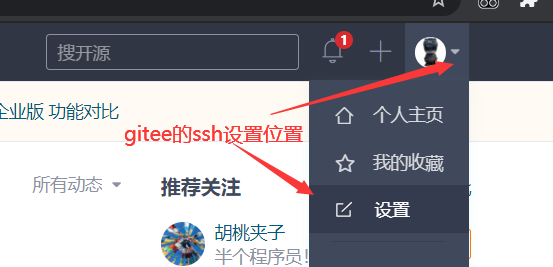 搜开源
1
企业版 功能对比
gitee的ssh设置位置
个人主页
我的收藏
设置
所有动态
推荐关注
胡桃夹子
半个程序员!